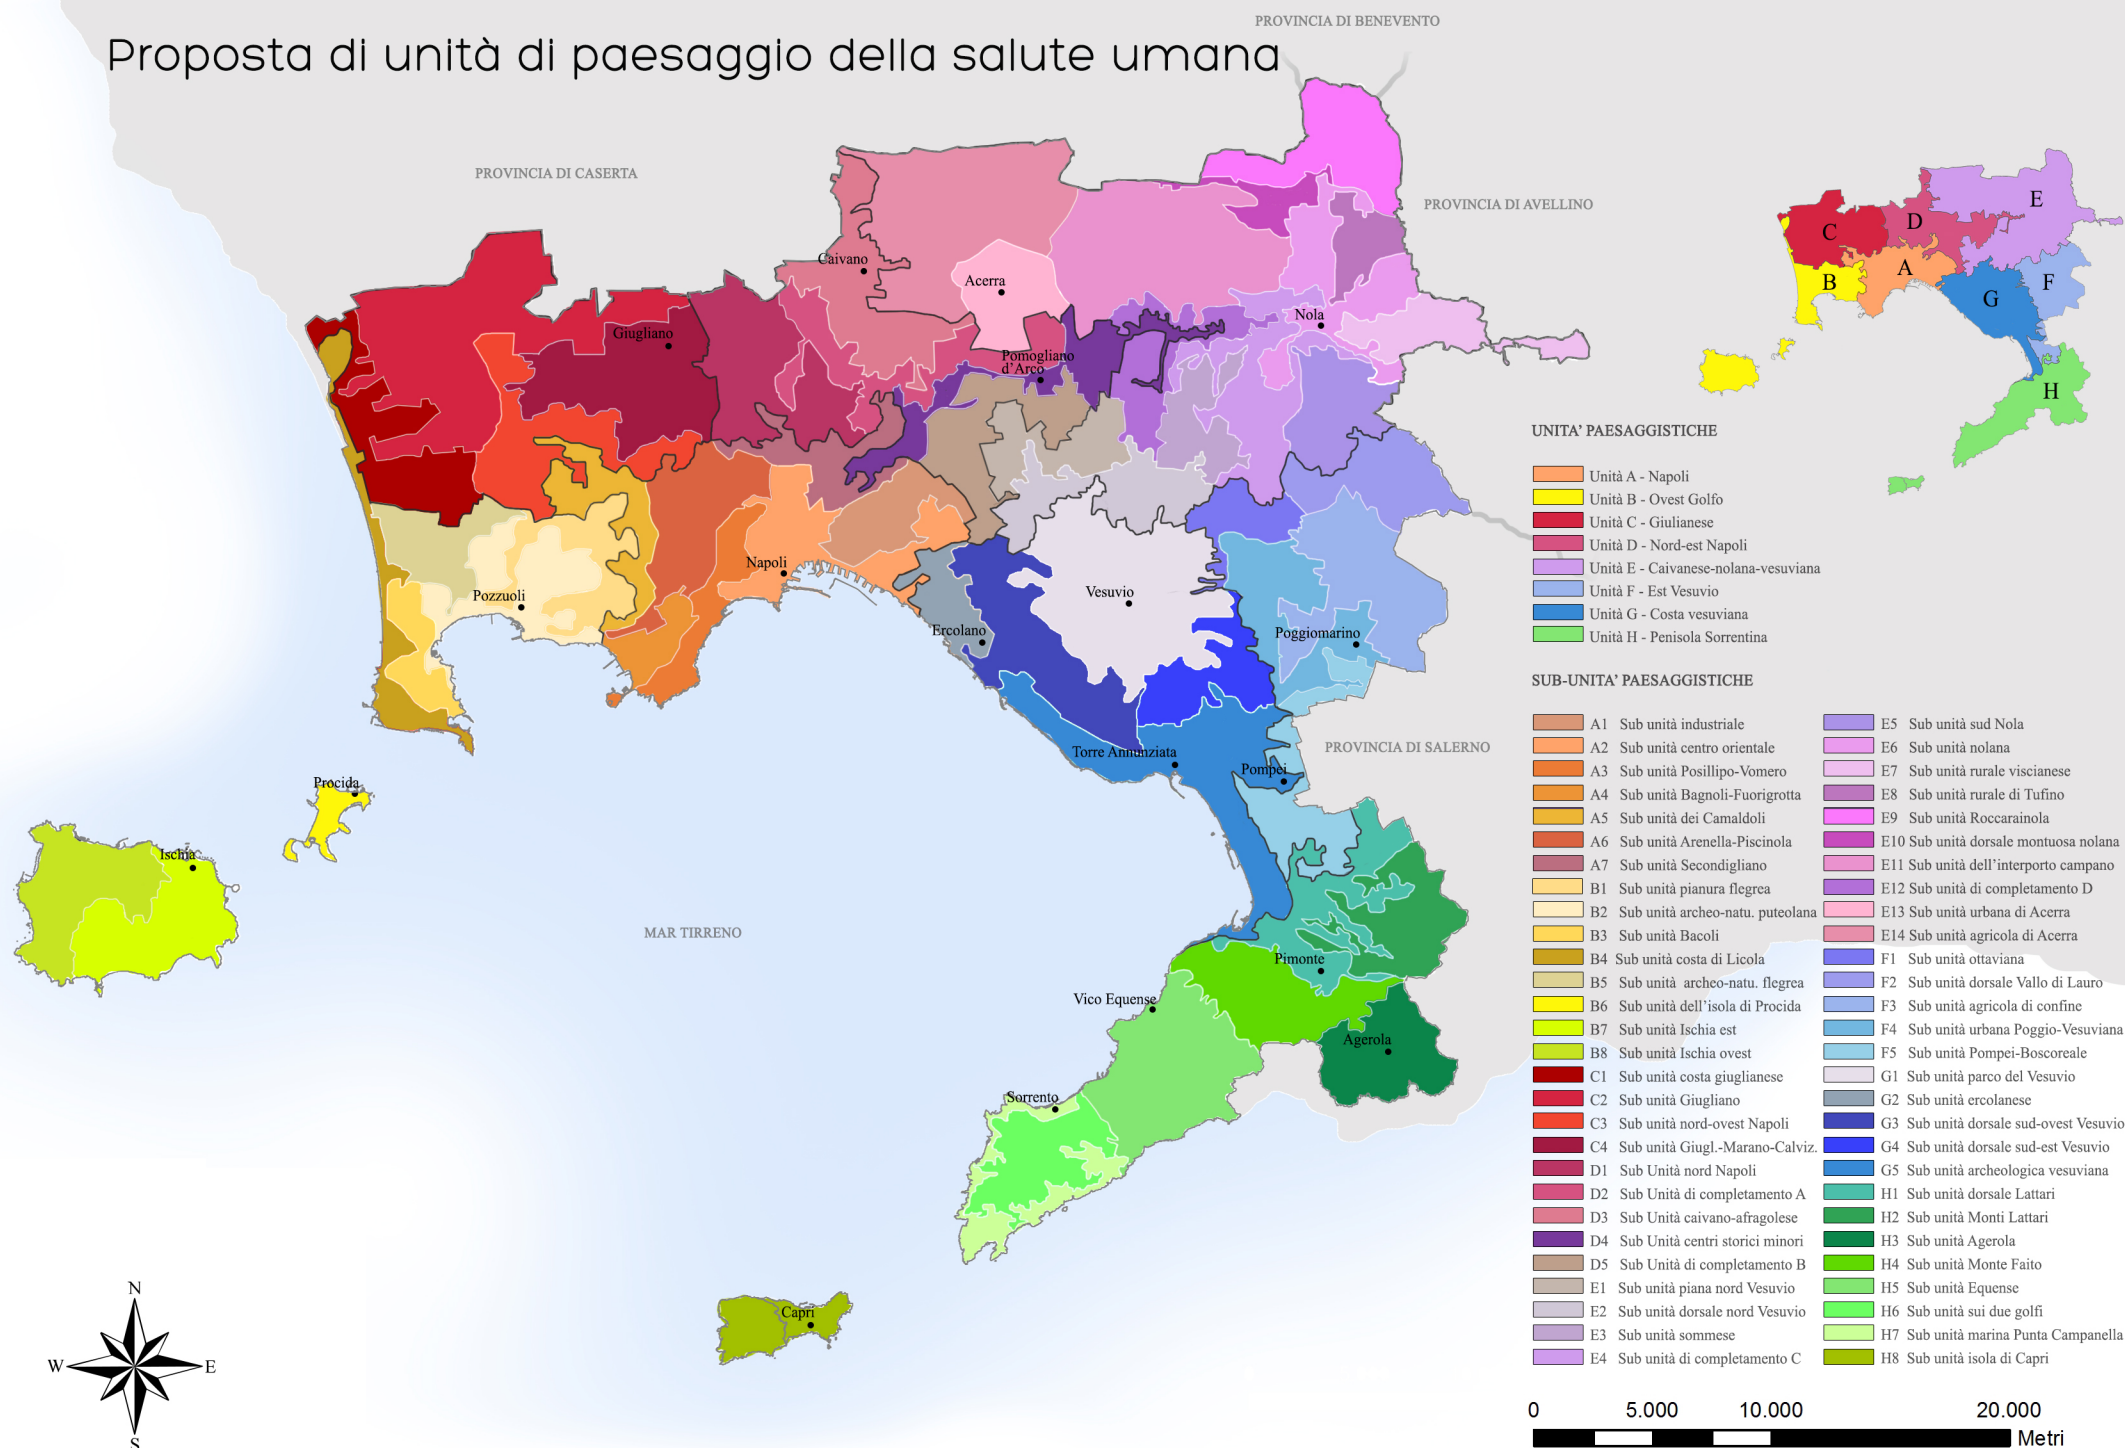 PROVINCIA DI BENEVENTO
Proposta di unità di paesaggio della salute umana
PROVINCIA DI CASERTA
PROVINCIA DI AVELLINO
Caivano
Acerra
Nola
Giugliano
Pomogliano
d'Arco
Napoli
Pozzuoli
Vesuvio
Ercolano
Poggiomarino
PROVINCIA DI SALERNO
Torre Annunziata
Pompei
Procida
Ischia
MAR TIRRENO
Pimonte
Vico Equense
Agerola
Sorrento
Capri
N
W
E
S
E
D
C
A
B
F
G
H
UNITA' PAESAGGISTICHE
Unità A - Napoli
Unità B - Ovest Golfo
Unità C - Giulianese
Unità D - Nord-est Napoli
Unità E - Caivanese-nolana-vesuviana
Unità F - Est Vesuvio
Unità G - Costa vesuviana
Unità H - Penisola Sorrentina
SUB-UNITA' PAESAGGISTICHE
A1 Sub unità industriale
A2 Sub unità centro orientale
A3 Sub unità Posillipo-Vomero
A4 Sub unità Bagnoli-Fuorigrotta
A5 Sub unità dei Camaldoli
A6 Sub unità Arenella-Piscinola
A7 Sub unità Secondigliano
B1 Sub unità pianura flegrea
B2 Sub unità archeo-natu. puteolana
B3 Sub unità Bacoli
B4 Sub unità costa di Licola
B5 Sub unità archeo-natu. flegrea
B6 Sub unità dell'isola di Procida
B7 Sub unità Ischia est
B8 Sub unità Ischia ovest
C1 Sub unità costa giuglianese
C2 Sub unità Giugliano
C3 Sub unità nord-ovest Napoli
C4 Sub unità Giugl.-Marano-Calviz.
D1 Sub Unità nord Napoli
D2 Sub Unità di completamento A
D3 Sub Unità caivano-afragolese
D4 Sub Unità centri storici minori
D5 Sub Unità di completamento B
E1 Sub unità piana nord Vesuvio
E2 Sub unità dorsale nord Vesuvio
E3 Sub unità sommese
E4 Sub unità di completamento C
E5 Sub unità sud Nola
E6 Sub unità nolana
E7 Sub unità rurale viscianese
E8 Sub unità rurale di Tufino
E9 Sub unità Roccarainola
E10 Sub unità dorsale montuosa nolana
E11 Sub unità dell'interporto campano
E12 Sub unità di completamento D
E13 Sub unità urbana di Acerra
E14 Sub unità agricola di Acerra
F1 Sub unità ottaviana
F2 Sub unità dorsale Vallo di Lauro
F3 Sub unità agricola di confine
F4 Sub unità urbana Poggio-Vesuviana
F5 Sub unità Pompei-Boscoreale
G1 Sub unità parco del Vesuvio
G2 Sub unità ercolanese
G3 Sub unità dorsale sud-ovest Vesuvio
G4 Sub unità dorsale sud-est Vesuvio
G5 Sub unità archeologica vesuviana
H1 Sub unità dorsale Lattari
H2 Sub unità Monti Lattari
H3 Sub unità Agerola
H4 Sub unità Monte Faito
H5 Sub unità Equense
H6 Sub unità sui due golfi
H7 Sub unità marina Punta Campanella
H8 Sub unità isola di Capri
0 5.000 10.000 20.000
Metri